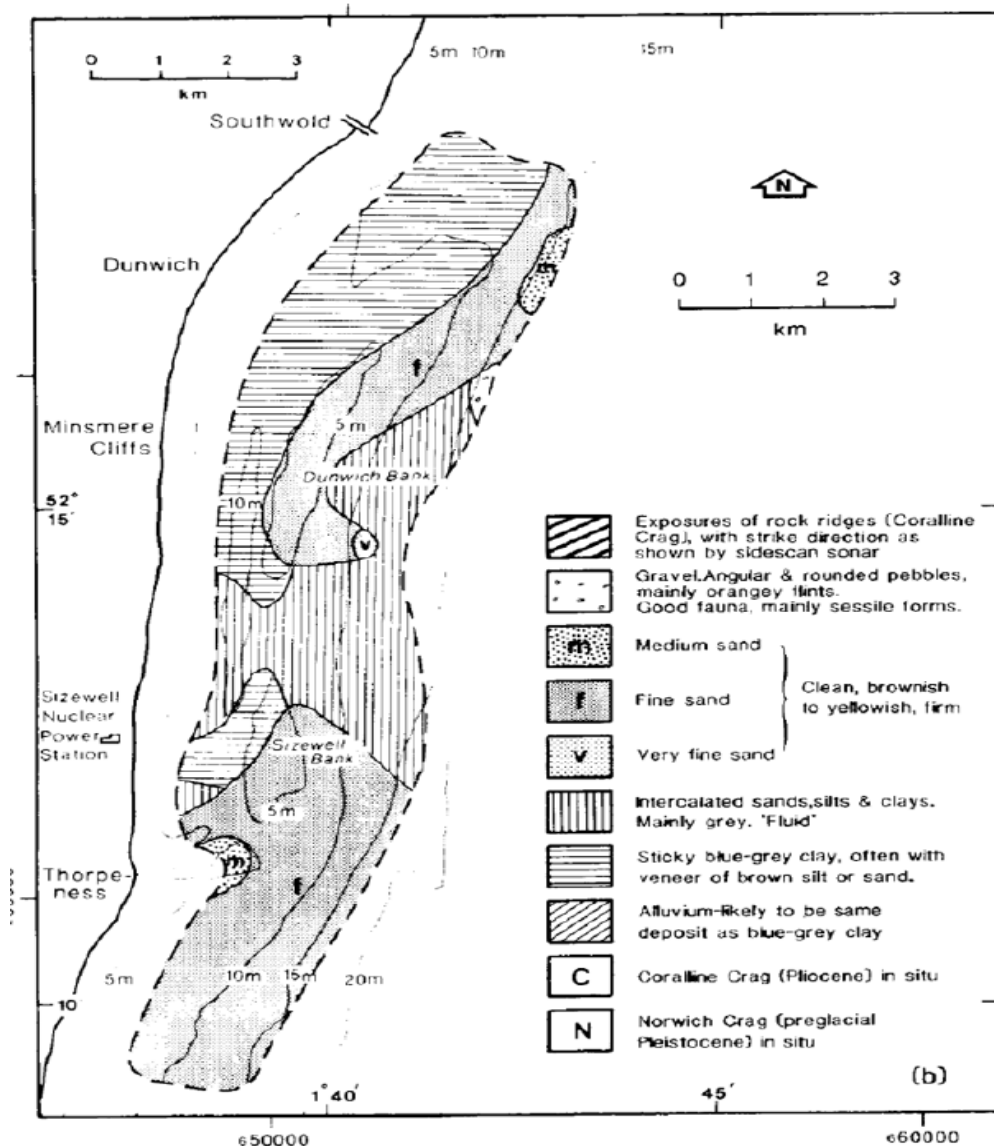 5m 10m 15m
0 1 2 3
km
Southwold
N
Dunwich
0 1 2 3
km
m
f
5m
Minsmere
Cliffs
Dunwich Bank
10m
52°
15'
v
Exposures of rock ridges (Coralline
Crag), with strike direction as
shown by sidescan sonar
Gravel. Angular & rounded pebbles,
mainly orangey flints.
Good fauna, mainly sessile forms.
m
Medium sand
f
Fine sand
Clean, brownish
to yellowish, firm
v
Very fine sand
Sizewell
Nuclear
Power
Station
Sizewell
Bank
5m
Intercalated sands, silts & clays.
Mainly grey. 'Fluid'
Sticky blue-grey clay, often with
veneer of brown silt or sand.
Thorpe-
ness
m
f
Alluvium-likely to be same
deposit as blue-grey clay
5m 10m 15m 20m
C
Coralline Crag (Pliocene) in situ
10
N
Norwich Crag (preglacial
Pleistocene) in situ
(b)
1° 40' 45'
650000 660000